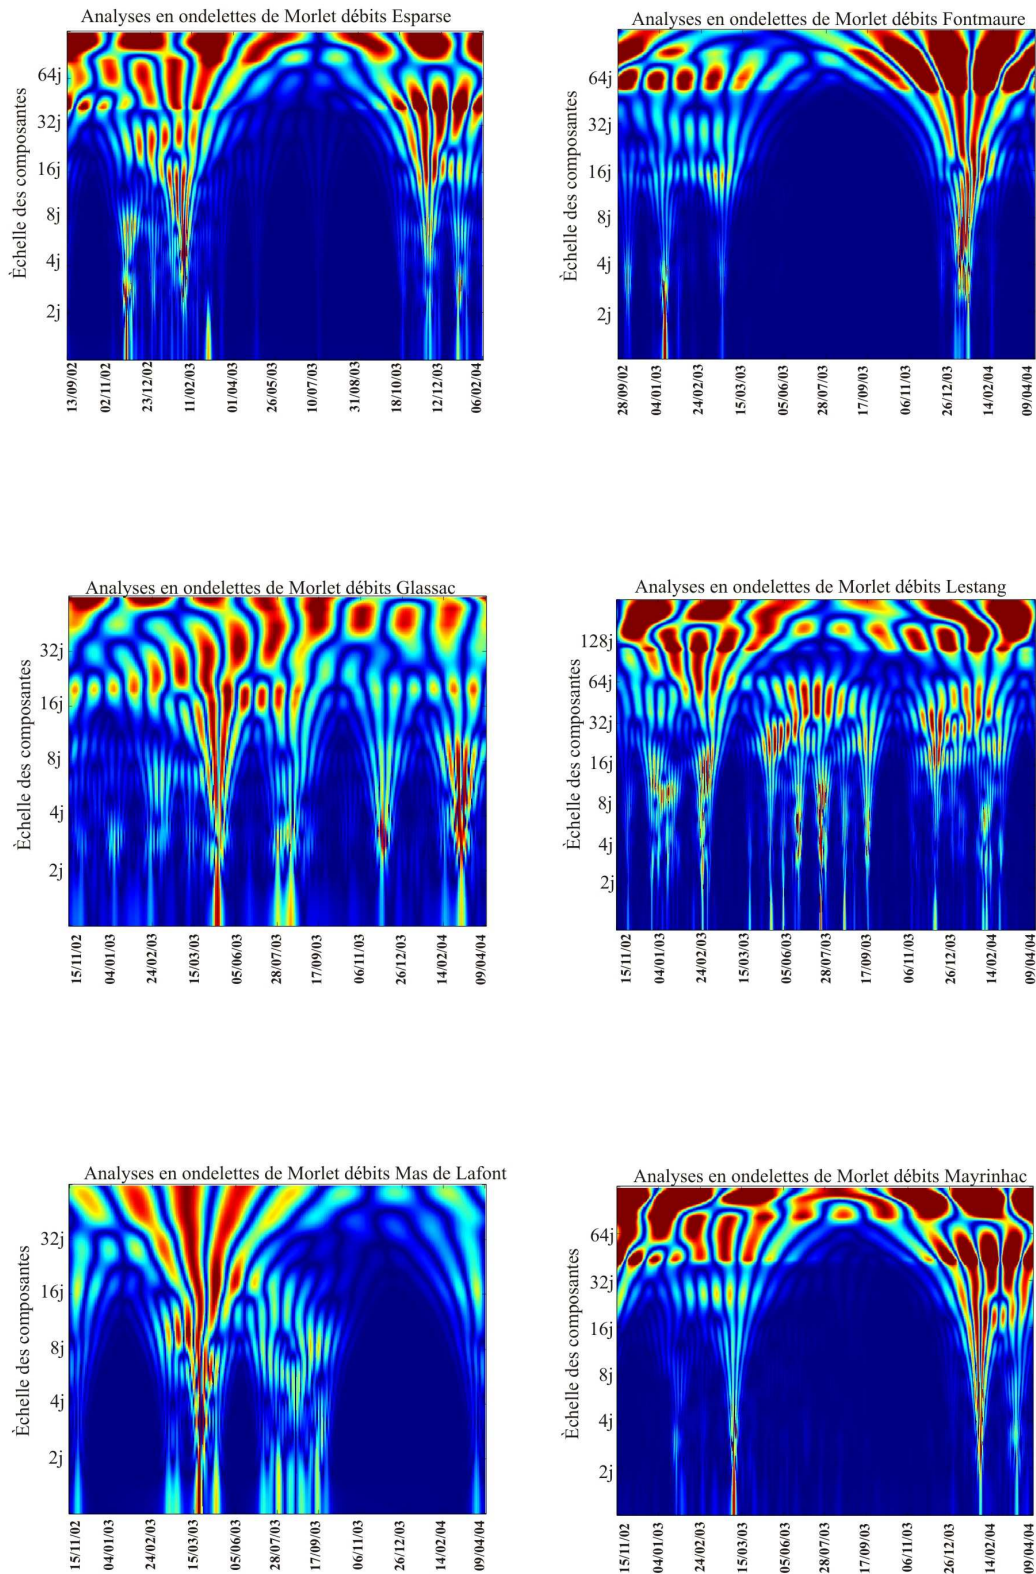 Analyses en ondelettes de Morlet débits Esparse
Èchelle des composantes
64j
32j
16j
8j
4j
2j
13/09/02
02/11/02
23/12/02
11/02/03
01/04/03
26/05/03
10/07/03
31/08/03
18/10/03
12/12/03
06/02/04
Analyses en ondelettes de Morlet débits Fontmaure
Èchelle des composantes
64j
32j
16j
8j
4j
2j
28/09/02
04/01/03
24/02/03
15/03/03
05/06/03
28/07/03
17/09/03
06/11/03
26/12/03
14/02/04
09/04/04
Analyses en ondelettes de Morlet débits Glassac
Èchelle des composantes
32j
16j
8j
4j
2j
15/11/02
04/01/03
24/02/03
15/03/03
05/06/03
28/07/03
17/09/03
06/11/03
26/12/03
14/02/04
09/04/04
Analyses en ondelettes de Morlet débits Lestang
Èchelle des composantes
128j
64j
32j
16j
8j
4j
2j
15/11/02
04/01/03
24/02/03
15/03/03
05/06/03
28/07/03
17/09/03
06/11/03
26/12/03
14/02/04
09/04/04
Analyses en ondelettes de Morlet débits Mas de Lafont
Èchelle des composantes
32j
16j
8j
4j
2j
15/11/02
04/01/03
24/02/03
15/03/03
05/06/03
28/07/03
17/09/03
06/11/03
26/12/03
14/02/04
09/04/04
Analyses en ondelettes de Morlet débits Mayrinhac
Èchelle des composantes
64j
32j
16j
8j
4j
2j
15/11/02
04/01/03
24/02/03
15/03/03
05/06/03
28/07/03
17/09/03
06/11/03
26/12/03
14/02/04
09/04/04